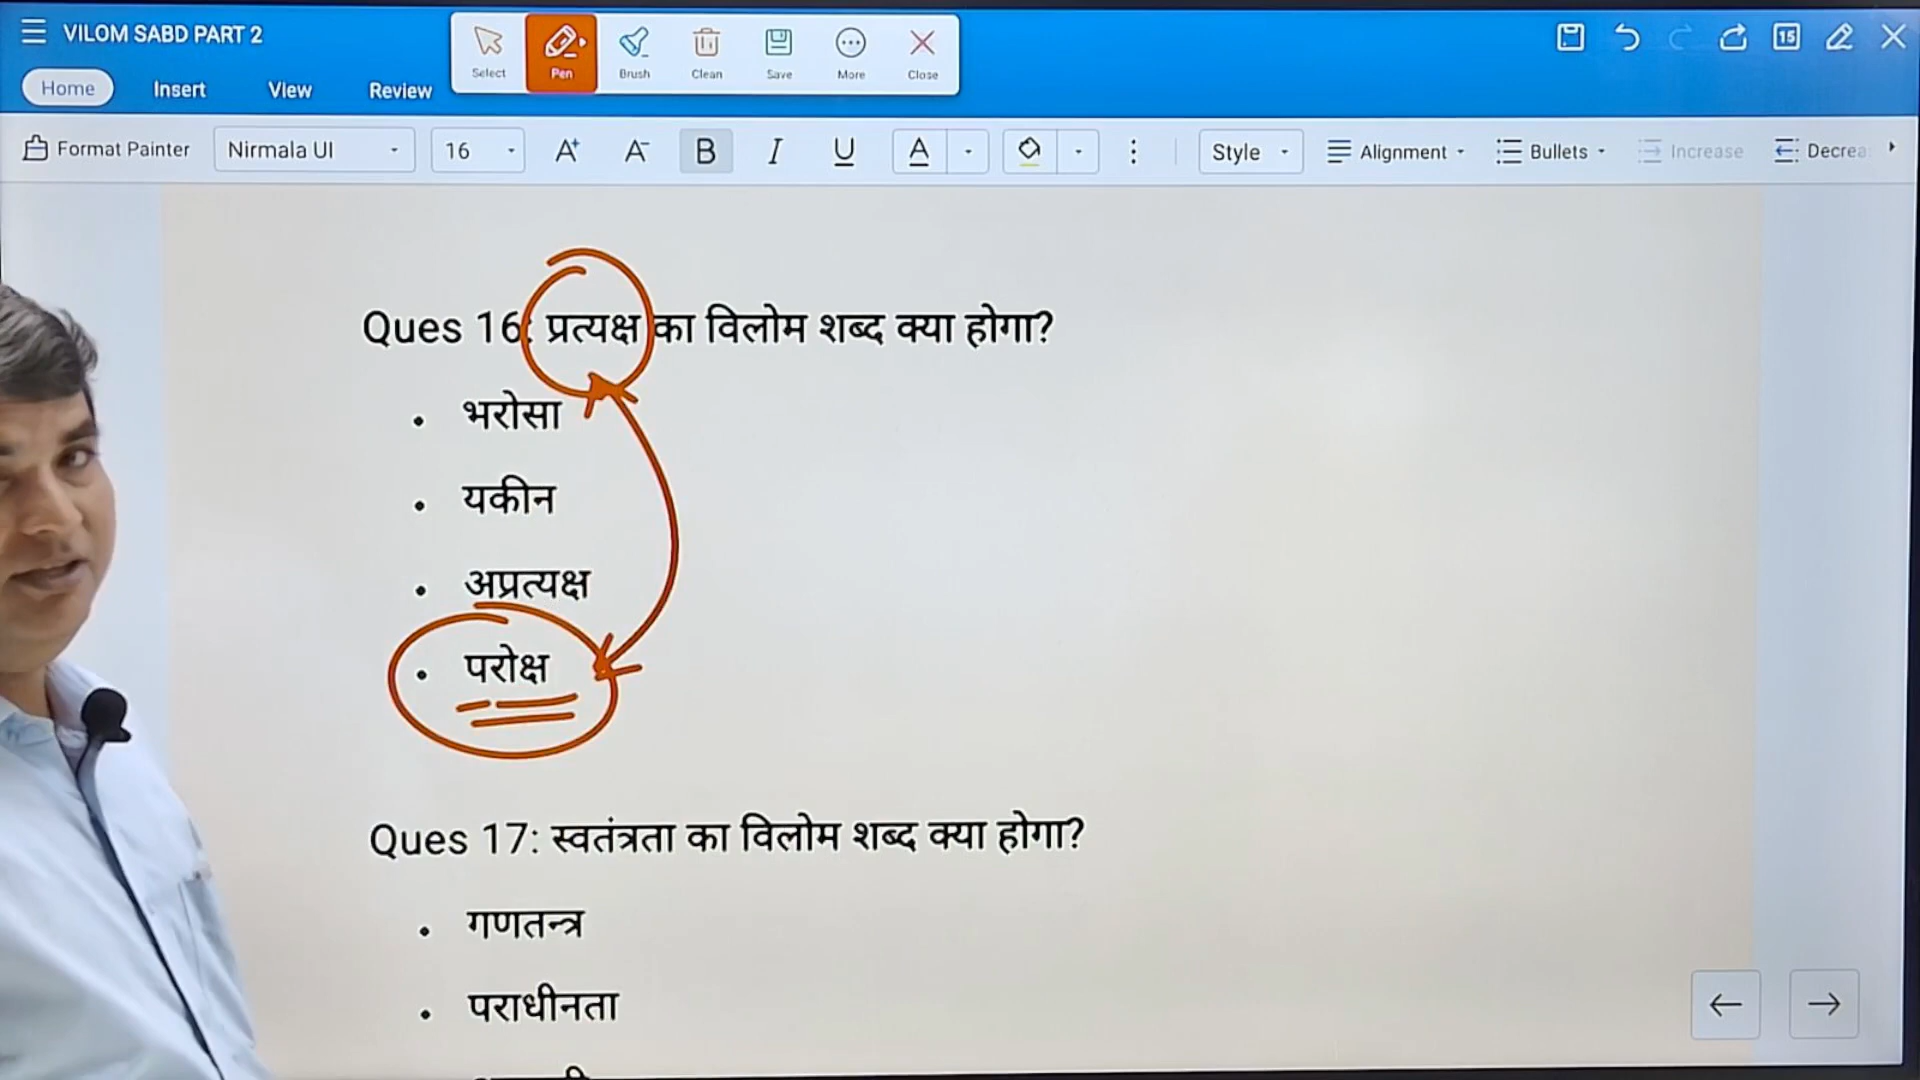 VILOM SABD PART 2
Select Pen Brush Clean Save More Close
15
Home Insert View Review
Format Painter Nirmala UI 16 A+ A- B I U A Style Alignment Bullets Increase Decrea
Ques 16: प्रत्यक्ष का विलोम शब्द क्या होगा?
• भरोसा
• यकीन
• अप्रत्यक्ष
• परोक्ष
Ques 17: स्वतंत्रता का विलोम शब्द क्या होगा?
• गणतन्त्र
• पराधीनता